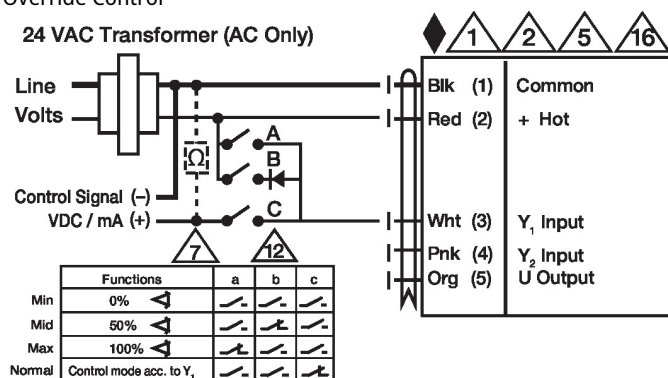 Override Control
24 VAC Transformer (AC Only)
1 2 5 16
Line
Volts
Blk (1) Common
Red (2) + Hot
A
B
C
Ω
Control Signal (–)
VDC / mA (+)
Wht (3) Y1 Input
Pnk (4) Y2 Input
Org (5) U Output
7 12
Functions a b c
Min 0%
Mid 50%
Max 100%
Normal Control mode acc. to Y1